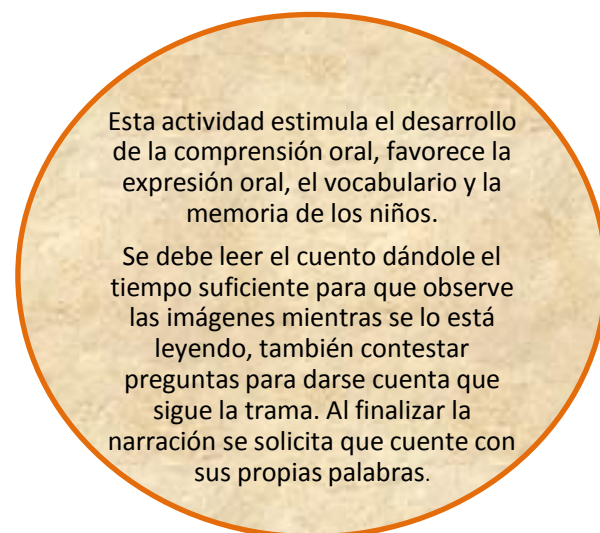 Esta actividad estimula el desarrollo
de la comprensión oral, favorece la
expresión oral, el vocabulario y la
memoria de los niños.
Se debe leer el cuento dándole el
tiempo suficiente para que observe
las imágenes mientras se lo está
leyendo, también contestar
preguntas para darse cuenta que
sigue la trama. Al finalizar la
narración se solicita que cuente con
sus propias palabras.